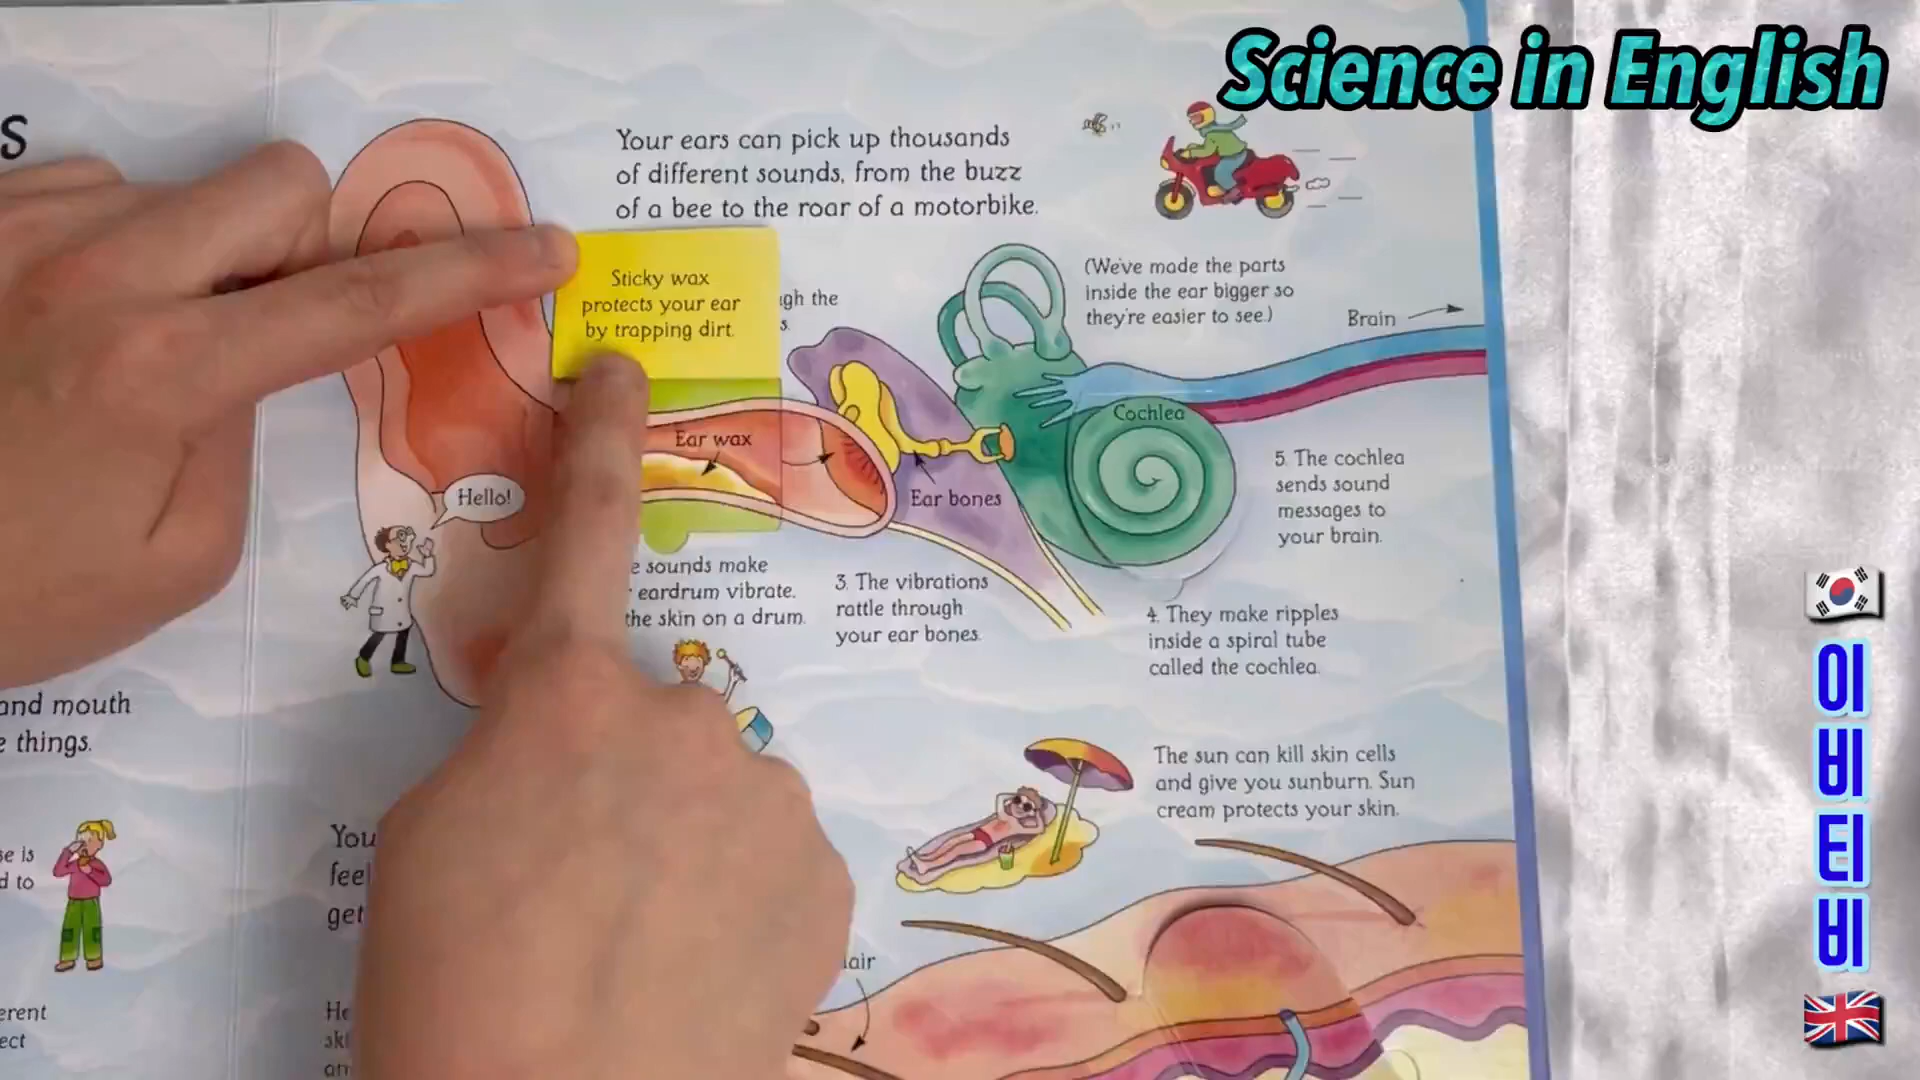 Science in English
s
Your ears can pick up thousands
of different sounds, from the buzz
of a bee to the roar of a motorbike.
Sticky wax
protects your ear
by trapping dirt.
the
(We've made the parts
inside the ear bigger so
they're easier to see.)
Brain
Cochlea
Ear wax
Ear bones
Hello!
5. The cochlea
sends sound
messages to
your brain.
sounds make
eardrum vibrate.
the skin on a drum.
3. The vibrations
rattle through
your ear bones.
4. They make ripples
inside a spiral tube
called the cochlea.
and mouth
things.
The sun can kill skin cells
and give you sunburn. Sun
cream protects your skin.
is
to
You
feel
get
He
이비티비